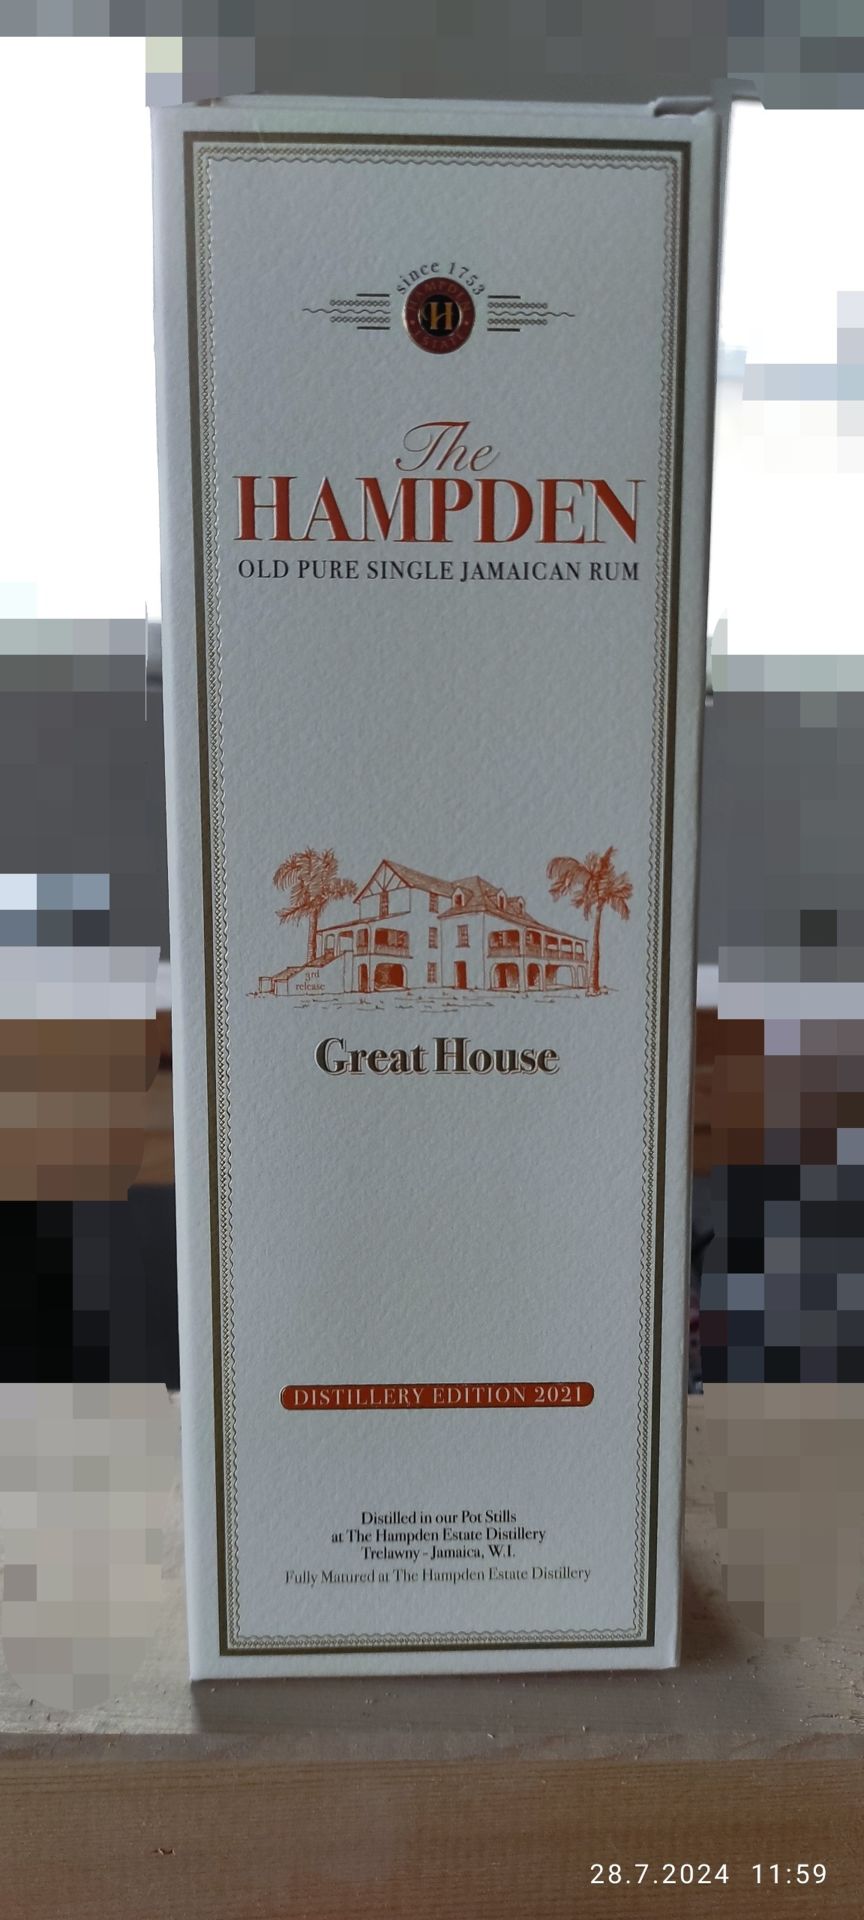 since 1753
HAMPDEN
H
ESTATE
The
HAMPDEN
OLD PURE SINGLE JAMAICAN RUM
3rd
release
Great House
DISTILLERY EDITION 2021
Distilled in our Pot Stills
at The Hampden Estate Distillery
Trelawny - Jamaica, W.I.
Fully Matured at The Hampden Estate Distillery
28.7.2024 11:59